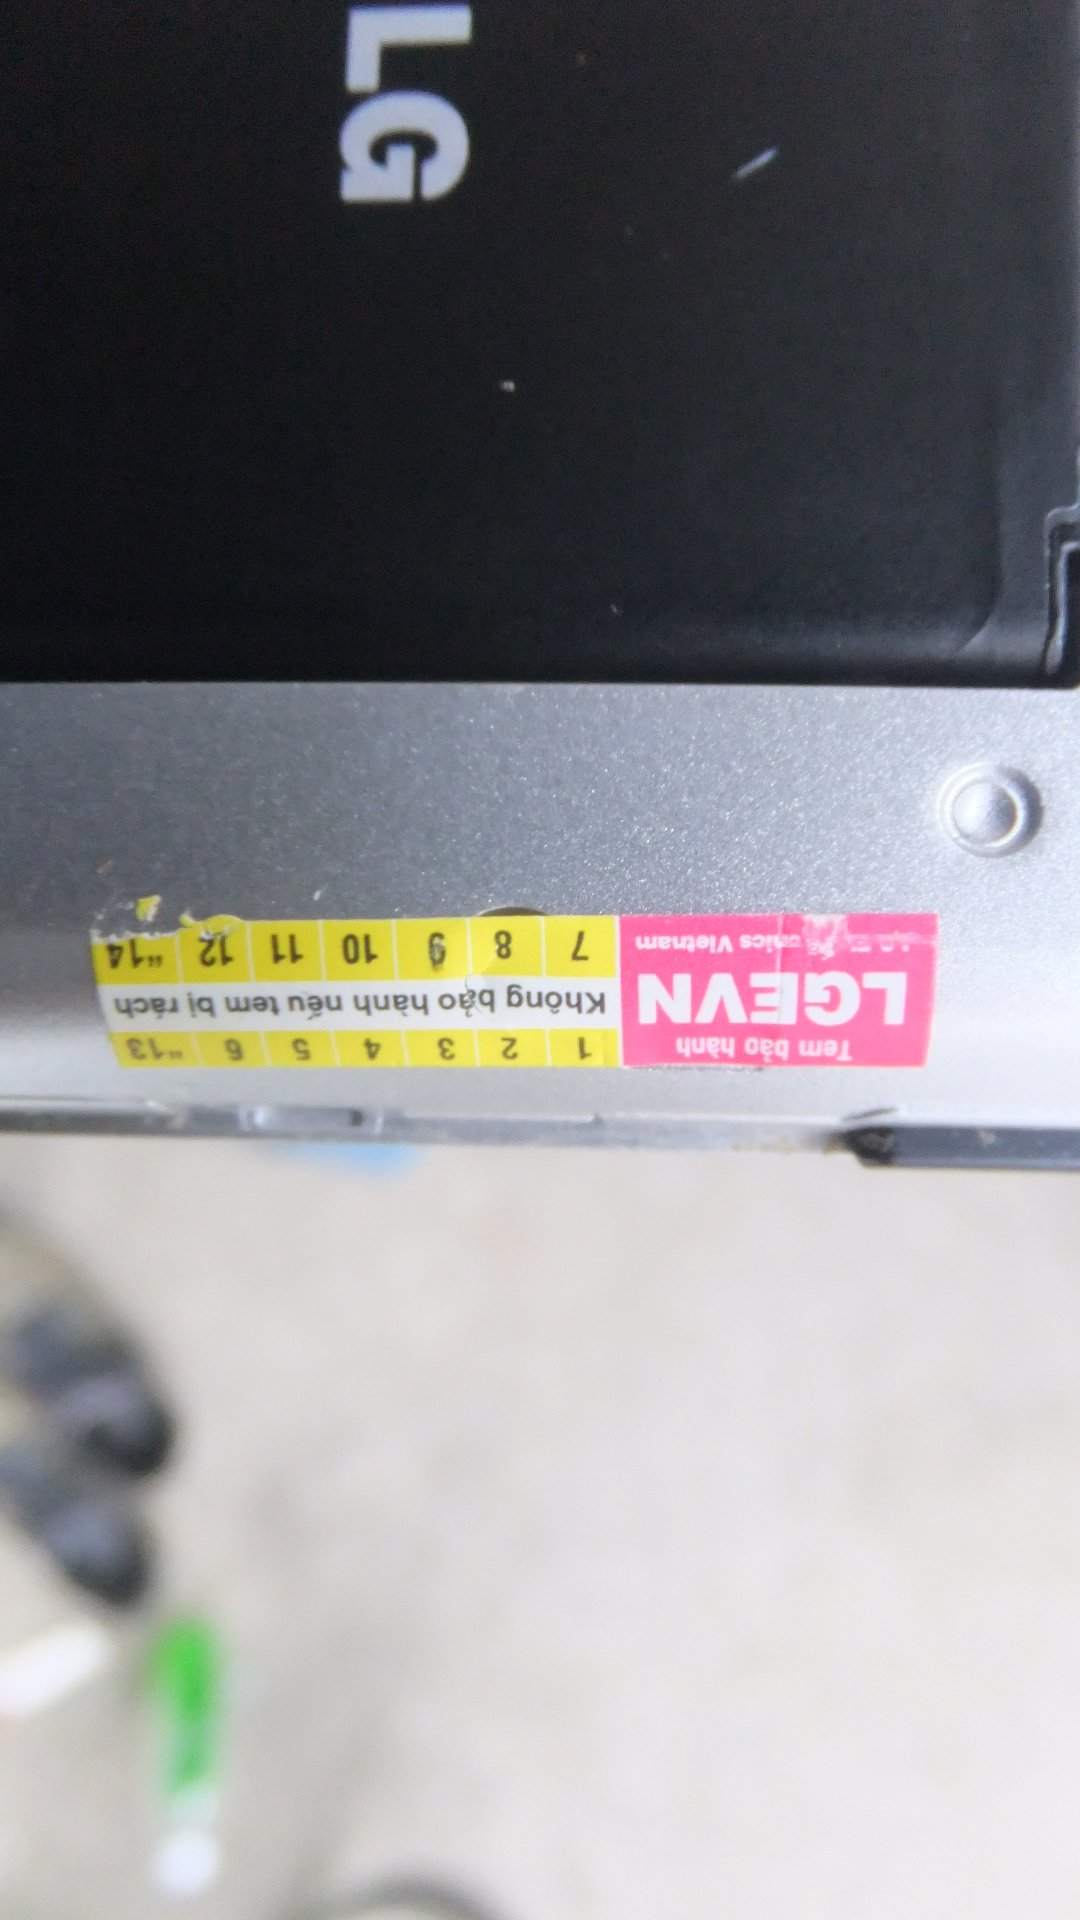 LG
Tem bảo hành
LGEVN
Vietnam
1 2 3 4 5 6 "13
Không bảo hành nếu tem bị rách
7 8 9 10 11 12 "14